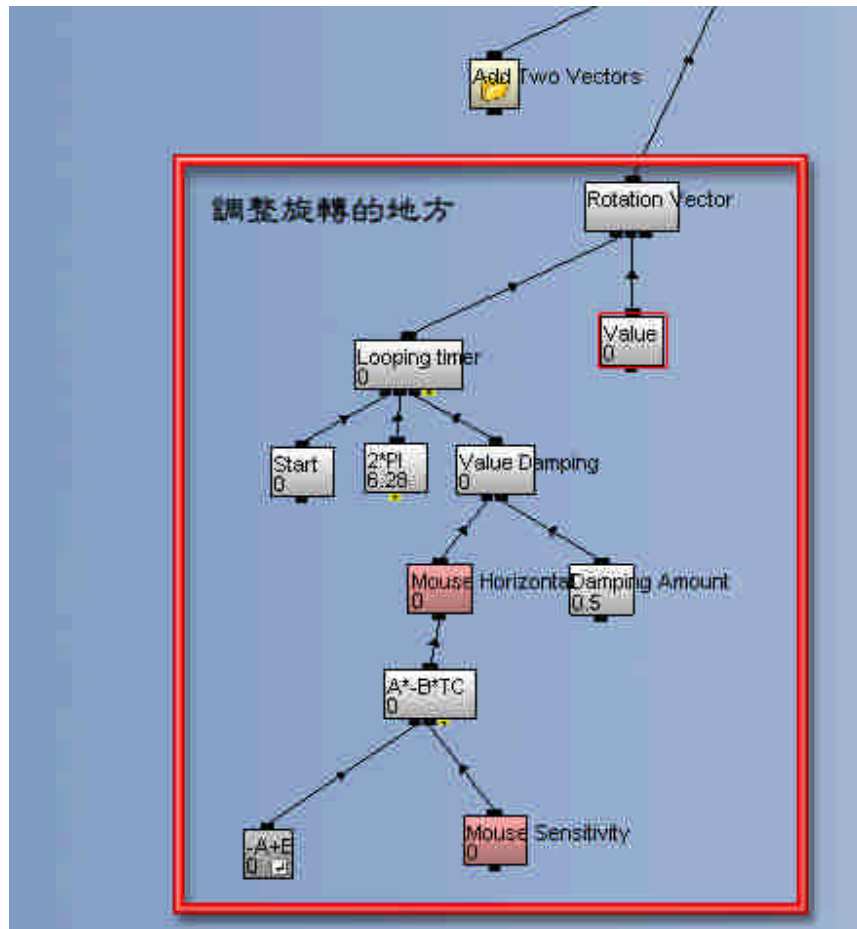 Add Two Vectors
調整旋轉的地方
Rotation Vector
Looping timer
0
Value
0
Start
0
2*PI
6.28
Value Damping
0
Mouse Horizonta
0
Damping Amount
0.5
A*-B*TC
0
-A+B
0
Mouse Sensitivity
0